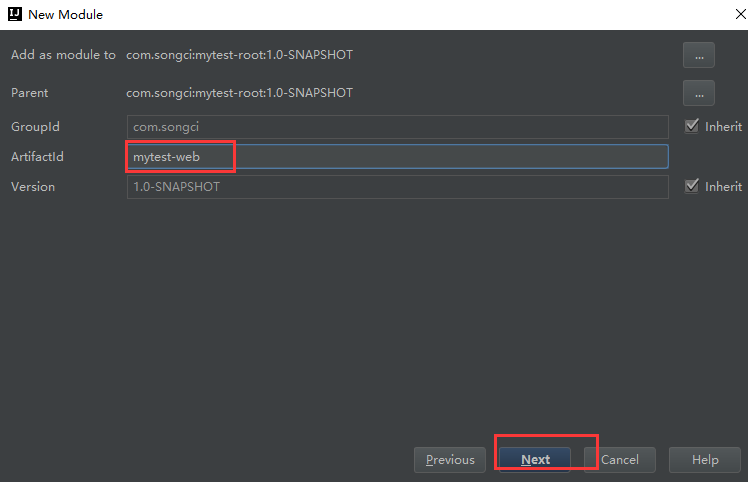 New Module
Add as module to com.songci:mytest-root:1.0-SNAPSHOT ...
Parent com.songci:mytest-root:1.0-SNAPSHOT ...
GroupId com.songci Inherit
ArtifactId mytest-web
Version 1.0-SNAPSHOT Inherit
Previous Next Cancel Help